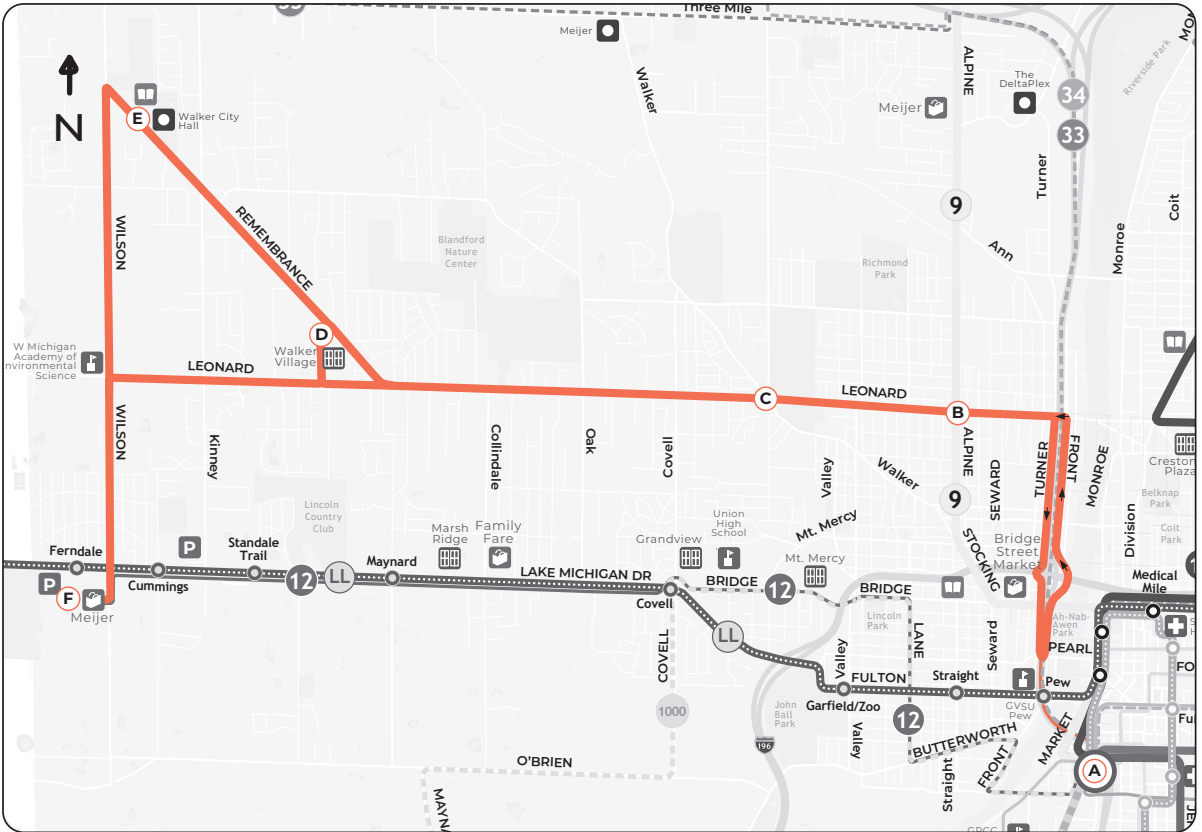 Three Mile
Meijer
ALPINE
The
DeltaPlex
Meijer
Riverside Park
34
33
Walker
N
E
Walker City
Hall
WILSON
REMEMBRANCE
Blandford
Nature
Center
Richmond
Park
9
Ann
Turner
Monroe
Coit
D
Walker
Village
W Michigan
Academy of
Science
LEONARD
C
LEONARD
B
WILSON
Kinney
Collindale
Oak
Covell
Valley
Walker
ALPINE
SEWARD
TURNER
FRONT
MONROE
Creston
Plaza
9
Belknap
Park
Coit
Park
Division
Lincoln
Country
Club
Marsh
Ridge
Family
Fare
Grandview
Union
High
School
Mt. Mercy
Mt. Mercy
STOCKING
Bridge
Street
Market
Ferndale
P
Standale
Trail
Maynard
LAKE MICHIGAN DR
BRIDGE
12
BRIDGE
Medical
Mile
P
Cummings
12
LL
Covell
F
Meijer
LL
COVELL
Lincoln
Park
LANE
Seward
Ah-Nab-
Awen
Park
PEARL
Valley
FULTON
Straight
Pew
Garfield/Zoo
GVSU
Pew
1000
John
Ball
Park
Valley
12
196
BUTTERWORTH
MARKET
Straight
FRONT
A
O'BRIEN